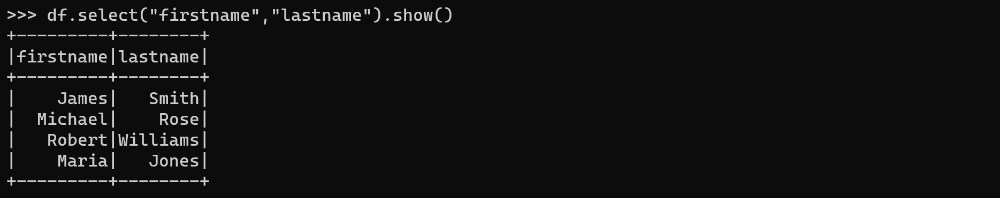 >>> df.select("firstname","lastname").show()
+---------+--------+
|firstname|lastname|
+---------+--------+
|    James|   Smith|
|  Michael|    Rose|
|   Robert|Williams|
|    Maria|   Jones|
+---------+--------+